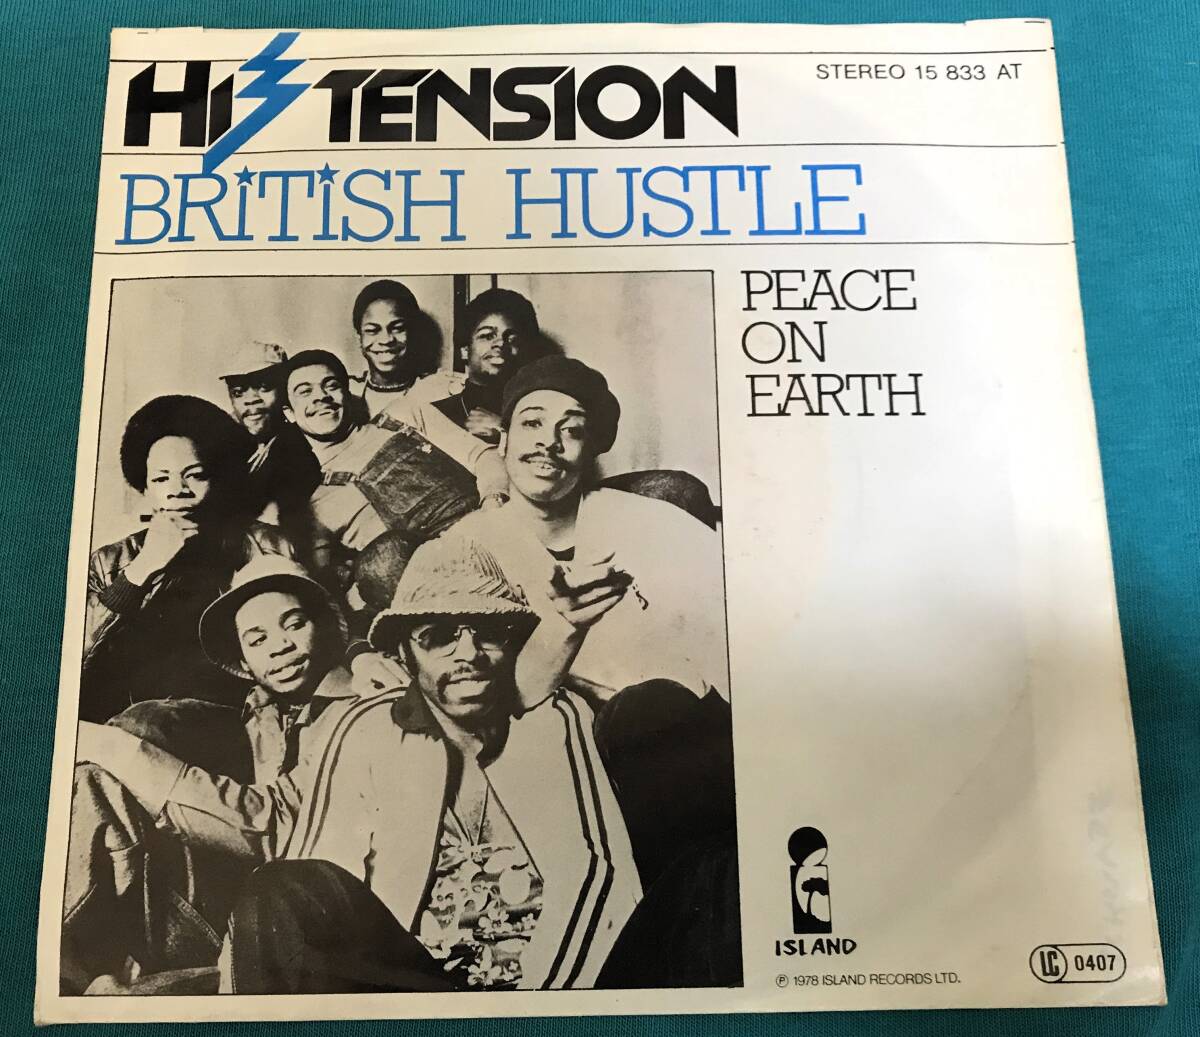 Hi TENSION
STEREO 15 833 AT
BRiTiSH HUSTLE
PEACE
ON
EARTH
ISLAND
℗ 1978 ISLAND RECORDS LTD.
LC 0407